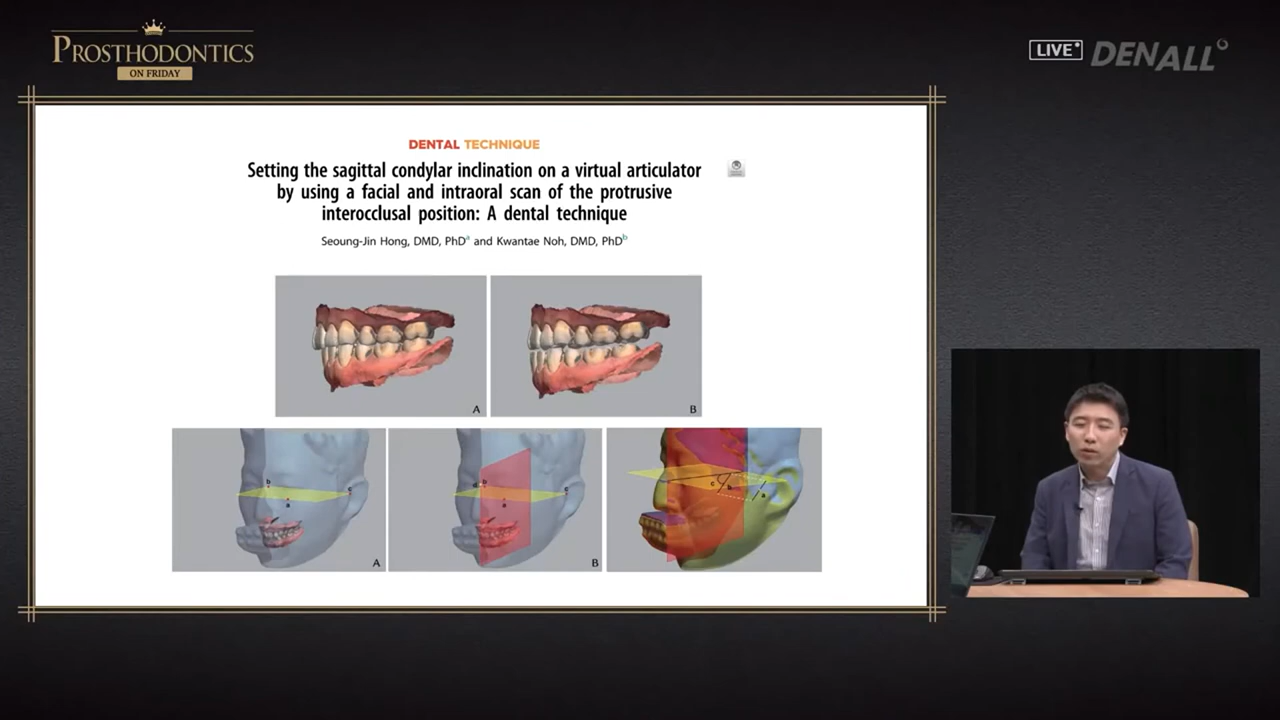 PROSTHODONTICS
ON FRIDAY
LIVE
DENALL
DENTAL TECHNIQUE
Setting the sagittal condylar inclination on a virtual articulator
by using a facial and intraoral scan of the protrusive
interocclusal position: A dental technique
Seoung-Jin Hong, DMD, PhDa and Kwantae Noh, DMD, PhDb
A
B
b
c
a
A
d
b
c
a
B
c
b
a